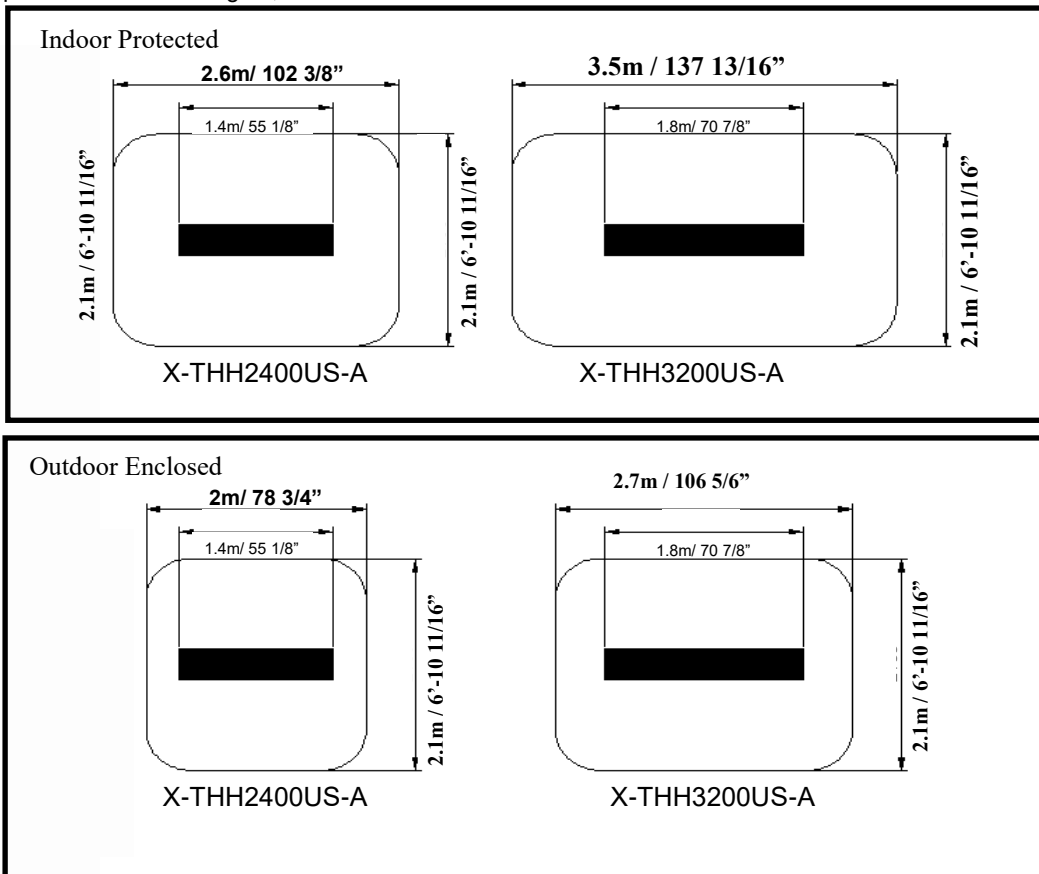 Indoor Protected
2.6m/ 102 3/8”
3.5m / 137 13/16”
1.4m/ 55 1/8”
1.8m/ 70 7/8”
2.1m / 6’-10 11/16”
2.1m / 6’-10 11/16”
2.1m / 6’-10 11/16”
X-THH2400US-A
X-THH3200US-A
Outdoor Enclosed
2m/ 78 3/4”
2.7m / 106 5/6”
1.4m/ 55 1/8”
1.8m/ 70 7/8”
2.1m / 6’-10 11/16”
2.1m / 6’-10 11/16”
X-THH2400US-A
X-THH3200US-A